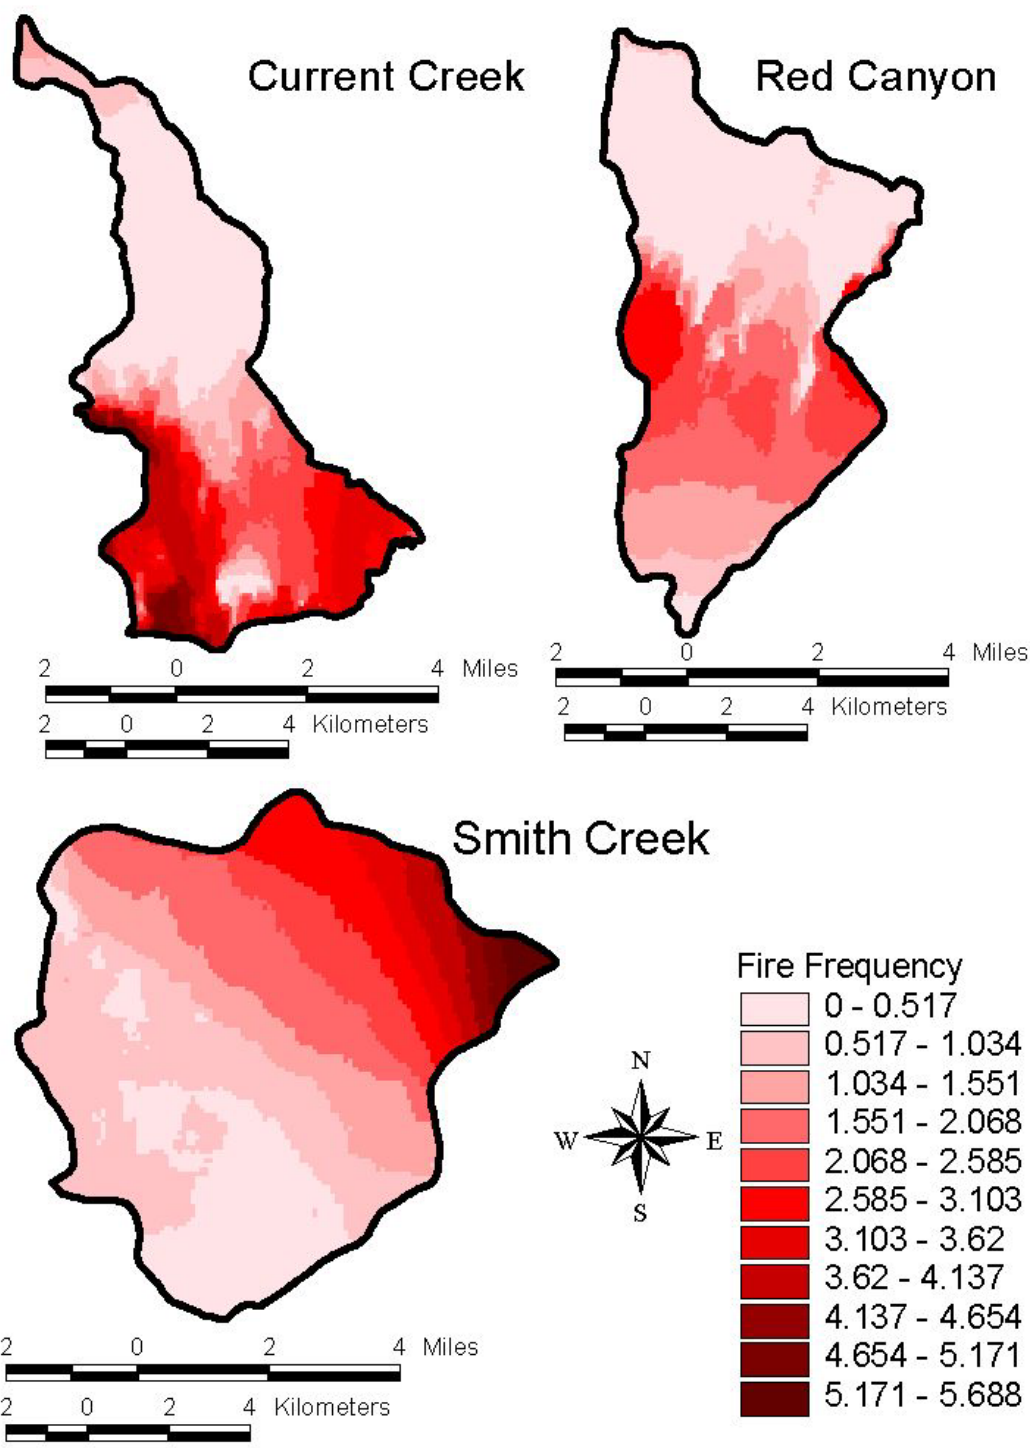 Current Creek
Red Canyon
2 0 2 4 Miles
2 0 2 4 Kilometers
2 0 2 4 Miles
2 0 2 4 Kilometers
Smith Creek
Fire Frequency
0 - 0.517
0.517 - 1.034
1.034 - 1.551
1.551 - 2.068
2.068 - 2.585
2.585 - 3.103
3.103 - 3.62
3.62 - 4.137
4.137 - 4.654
4.654 - 5.171
5.171 - 5.688
N
W E
S
2 0 2 4 Miles
2 0 2 4 Kilometers